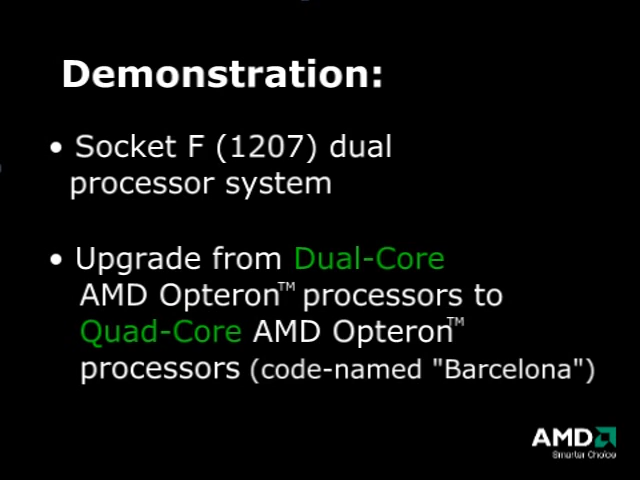 Demonstration:
• Socket F (1207) dual
processor system
• Upgrade from Dual-Core
AMD Opteron™ processors to
Quad-Core AMD Opteron™
processors (code-named "Barcelona")
AMD
Smarter Choice